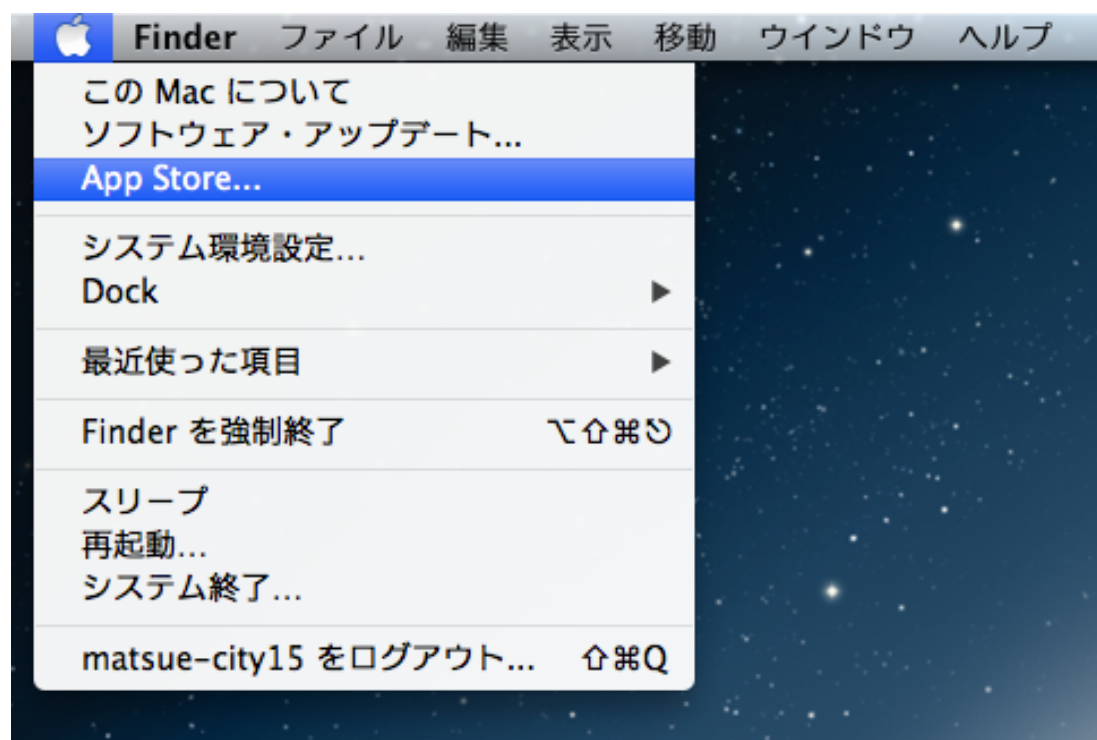 Finder ファイル 編集 表示 移動 ウインドウ ヘルプ
この Mac について
ソフトウェア・アップデート...
App Store...
システム環境設定...
Dock ▶
最近使った項目 ▶
Finder を強制終了 ⌥⇧⌘⎋
スリープ
再起動...
システム終了...
matsue-city15 をログアウト... ⇧⌘Q